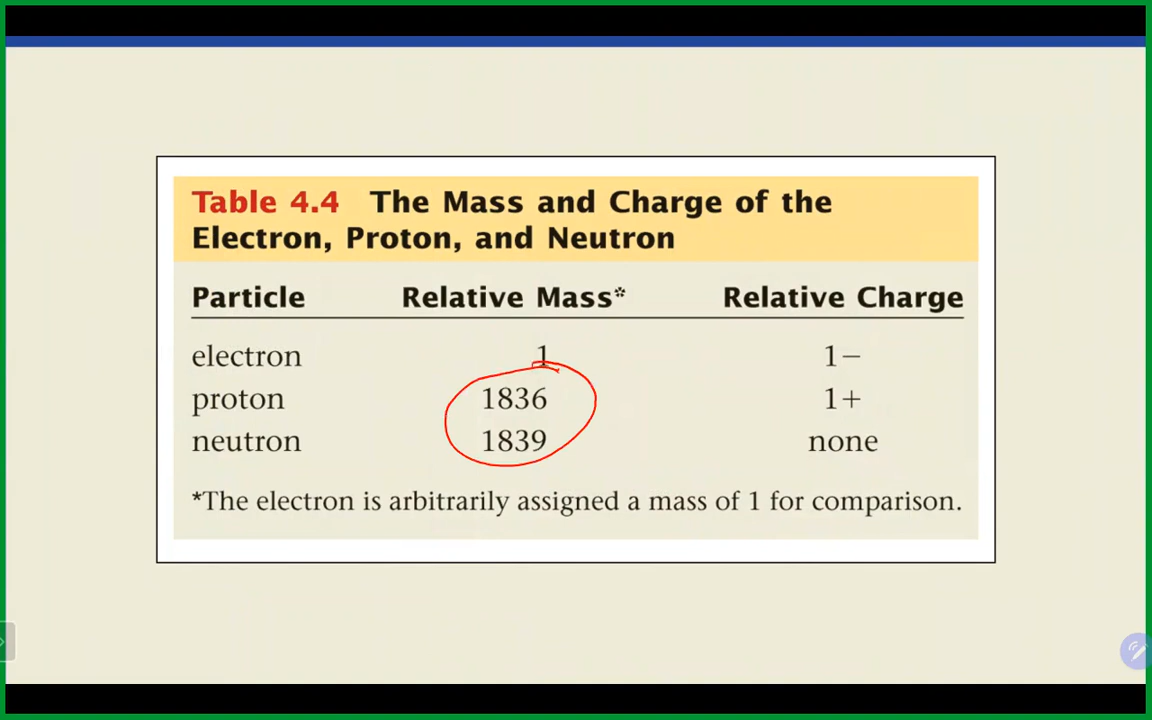 Table 4.4 The Mass and Charge of the
Electron, Proton, and Neutron
Particle Relative Mass* Relative Charge
electron 1 1−
proton 1836 1+
neutron 1839 none
*The electron is arbitrarily assigned a mass of 1 for comparison.